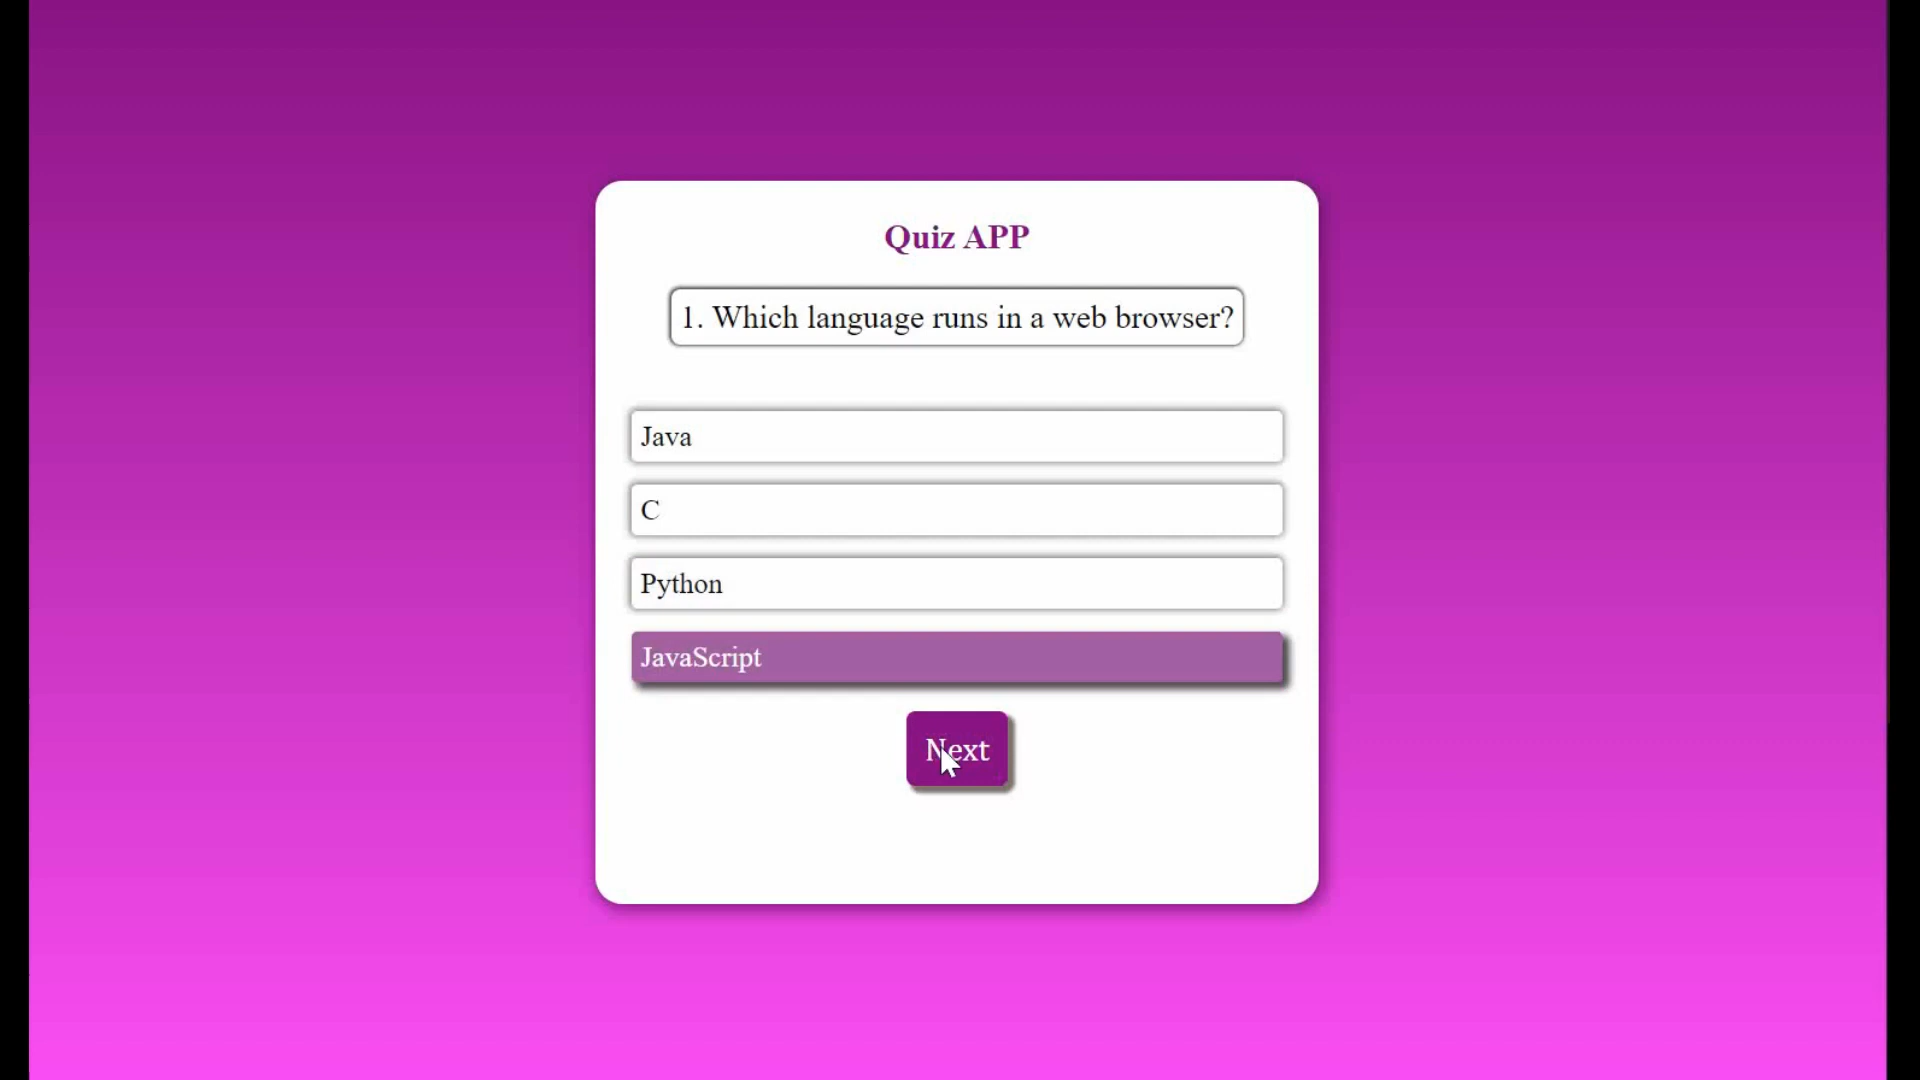 Quiz APP
1. Which language runs in a web browser?
Java
C
Python
JavaScript
Next